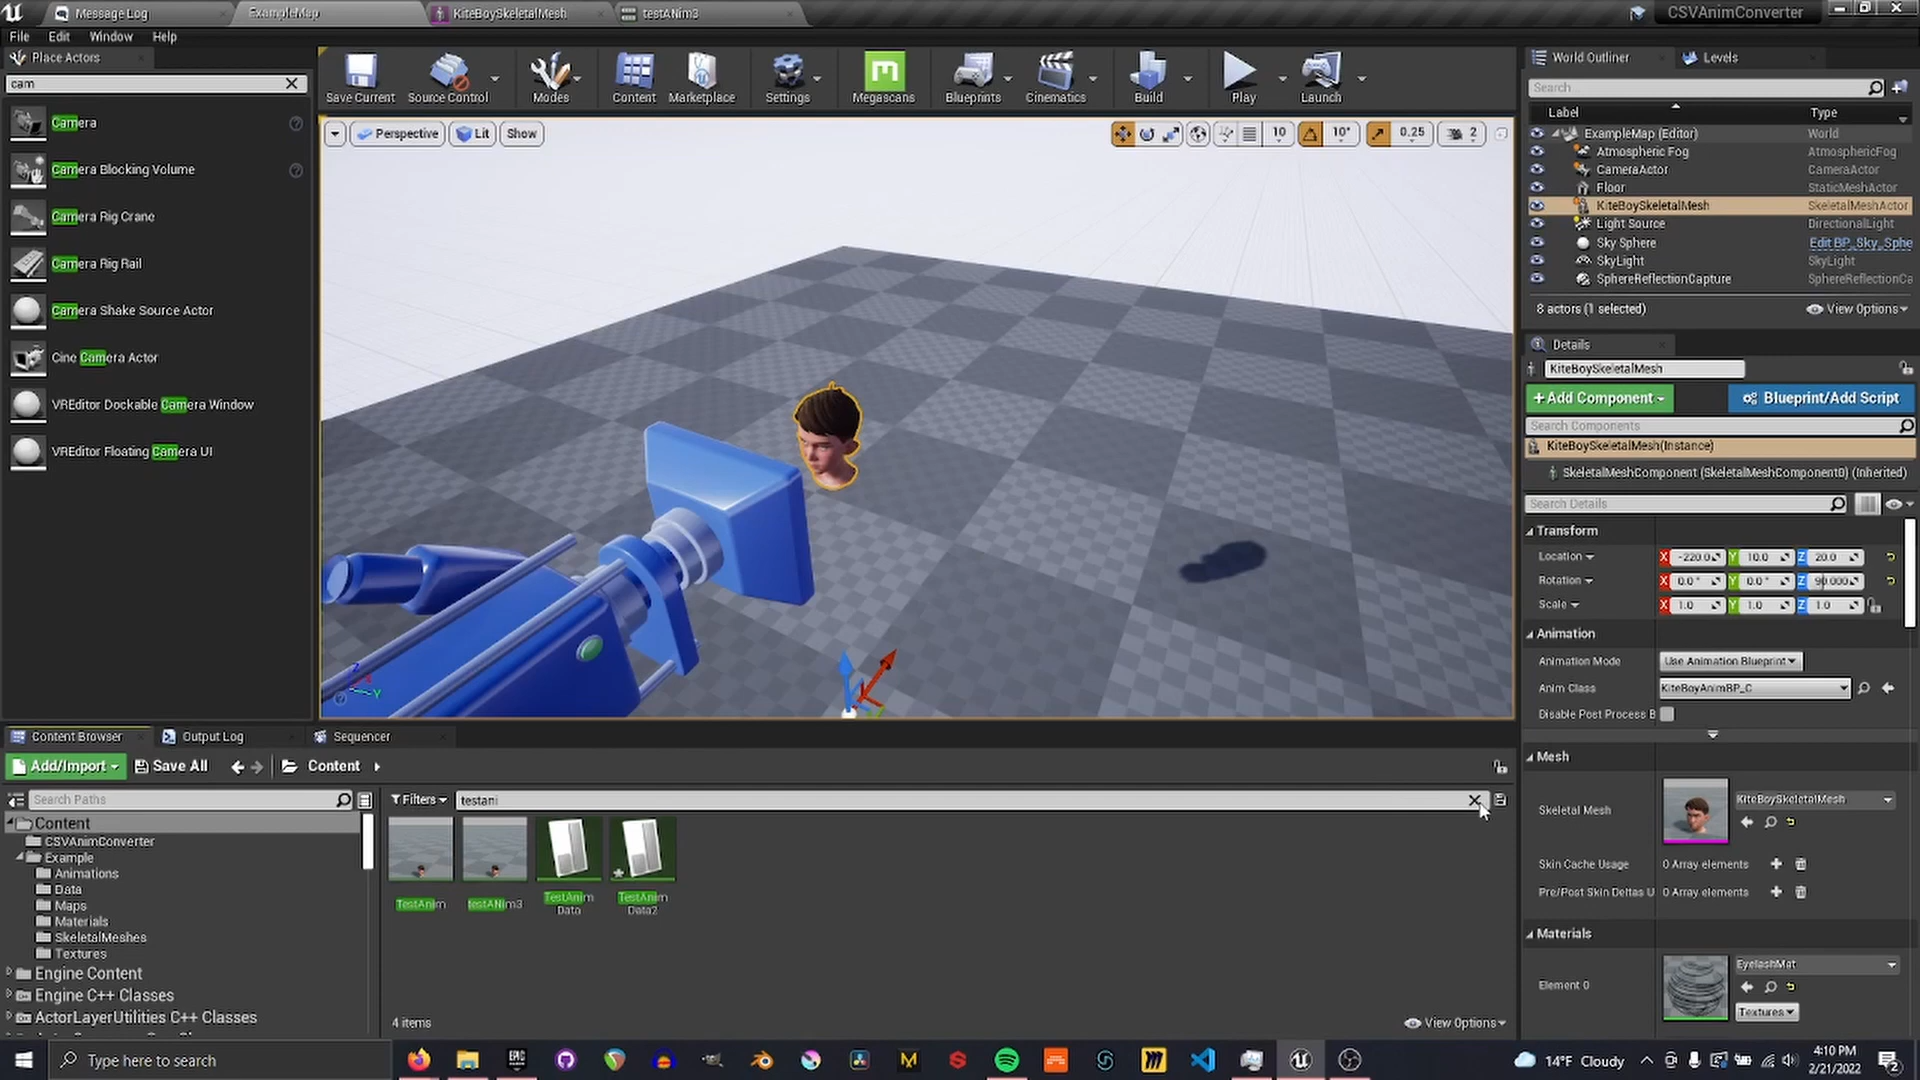 Message Log
ExampleMap
KiteBoySkeletalMesh
testANim3
CSVAnimConverter
File Edit Window Help
Place Actors
cam
Camera
Camera Blocking Volume
Camera Rig Crane
Camera Rig Rail
Camera Shake Source Actor
Cine Camera Actor
VREditor Dockable Camera Window
VREditor Floating Camera UI
Save Current
Source Control
Modes
Content
Marketplace
Settings
Megascans
Blueprints
Cinematics
Build
Play
Launch
Perspective
Lit
Show
10
10°
0.25
2
World Outliner
Levels
Search...
Label
Type
ExampleMap (Editor) World
Atmospheric Fog AtmosphericFog
CameraActor CameraActor
Floor StaticMeshActor
KiteBoySkeletalMesh SkeletalMeshActor
Light Source DirectionalLight
Sky Sphere Edit BP_Sky_Sphe
SkyLight SkyLight
SphereReflectionCapture SphereReflectionCa
8 actors (1 selected)
View Options
Details
KiteBoySkeletalMesh
+Add Component
Blueprint/Add Script
Search Components
KiteBoySkeletalMesh(Instance)
SkeletalMeshComponent (SkeletalMeshComponent0) (Inherited)
Search Details
Transform
Location X -220.0 Y 10.0 Z 20.0
Rotation X 0.0° Y 0.0° Z 90.000
Scale X 1.0 Y 1.0 Z 1.0
Animation
Animation Mode Use Animation Blueprint
Anim Class KiteBoyAnimBP_C
Disable Post Process B
Mesh
Skeletal Mesh
KiteBoySkeletalMesh
Skin Cache Usage 0 Array elements
Pre/Post Skin Deltas U 0 Array elements
Materials
Element 0
EyelashMat
Textures
Content Browser
Output Log
Sequencer
Add/Import
Save All
Content
Search Paths
Filters
testani
Content
CSVAnimConverter
Example
Animations
Data
Maps
Materials
SkeletalMeshes
Textures
Engine Content
Engine C++ Classes
ActorLayerUtilities C++ Classes
TestAnim
testANim3
TestAnim
Data
TestAnim
Data2
4 items
View Options
Type here to search
14°F Cloudy
4:10 PM
2/21/2022